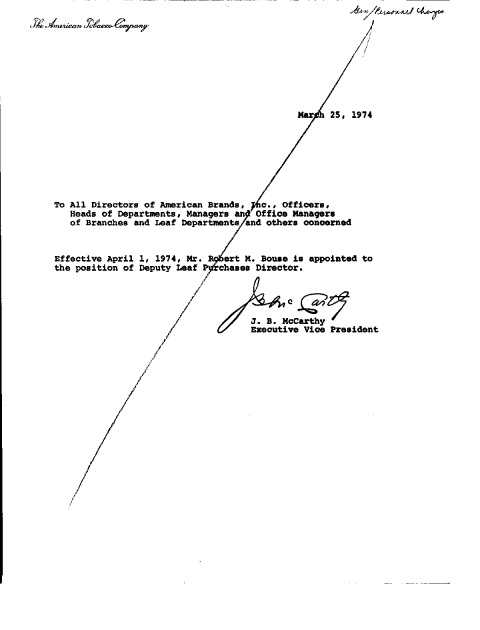 Gen/Personnel Changes
The American Tobacco Company
March 25, 1974
To All Directors of American Brands, Inc., Officers,
Heads of Departments, Managers and Office Managers
of Branches and Leaf Departments and others concerned
Effective April 1, 1974, Mr. Robert M. Bouse is appointed to
the position of Deputy Leaf Purchases Director.
J B McCarthy
J. B. McCarthy
Executive Vice President